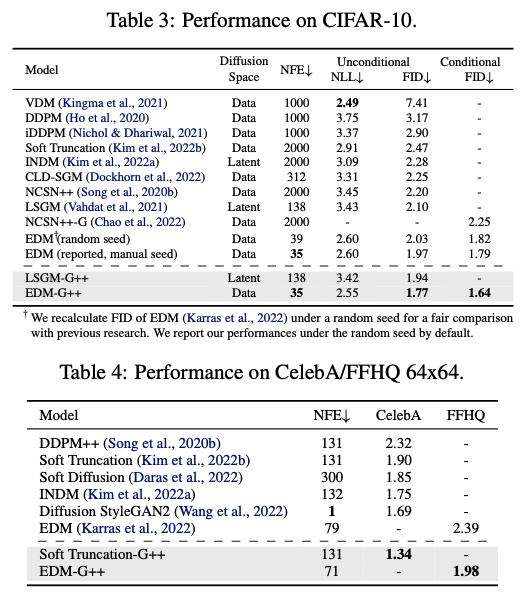 Table 3: Performance on CIFAR-10.
Model Diffusion Space NFE↓ Unconditional NLL↓ FID↓ Conditional FID↓
VDM (Kingma et al., 2021) Data 1000 2.49 7.41 -
DDPM (Ho et al., 2020) Data 1000 3.75 3.17 -
iDDPM (Nichol & Dhariwal, 2021) Data 1000 3.37 2.90 -
Soft Truncation (Kim et al., 2022b) Data 2000 2.91 2.47 -
INDM (Kim et al., 2022a) Latent 2000 3.09 2.28 -
CLD-SGM (Dockhorn et al., 2022) Data 312 3.31 2.25 -
NCSN++ (Song et al., 2020b) Data 2000 3.45 2.20 -
LSGM (Vahdat et al., 2021) Latent 138 3.43 2.10 -
NCSN++-G (Chao et al., 2022) Data 2000 - - 2.25
EDM†(random seed) Data 39 2.60 2.03 1.82
EDM (reported, manual seed) Data 35 2.60 1.97 1.79
LSGM-G++ Latent 138 3.42 1.94 -
EDM-G++ Data 35 2.55 1.77 1.64
† We recalculate FID of EDM (Karras et al., 2022) under a random seed for a fair comparison
with previous research. We report our performances under the random seed by default.
Table 4: Performance on CelebA/FFHQ 64x64.
Model NFE↓ CelebA FFHQ
DDPM++ (Song et al., 2020b) 131 2.32 -
Soft Truncation (Kim et al., 2022b) 131 1.90 -
Soft Diffusion (Daras et al., 2022) 300 1.85 -
INDM (Kim et al., 2022a) 132 1.75 -
Diffusion StyleGAN2 (Wang et al., 2022) 1 1.69 -
EDM (Karras et al., 2022) 79 - 2.39
Soft Truncation-G++ 131 1.34 -
EDM-G++ 71 - 1.98